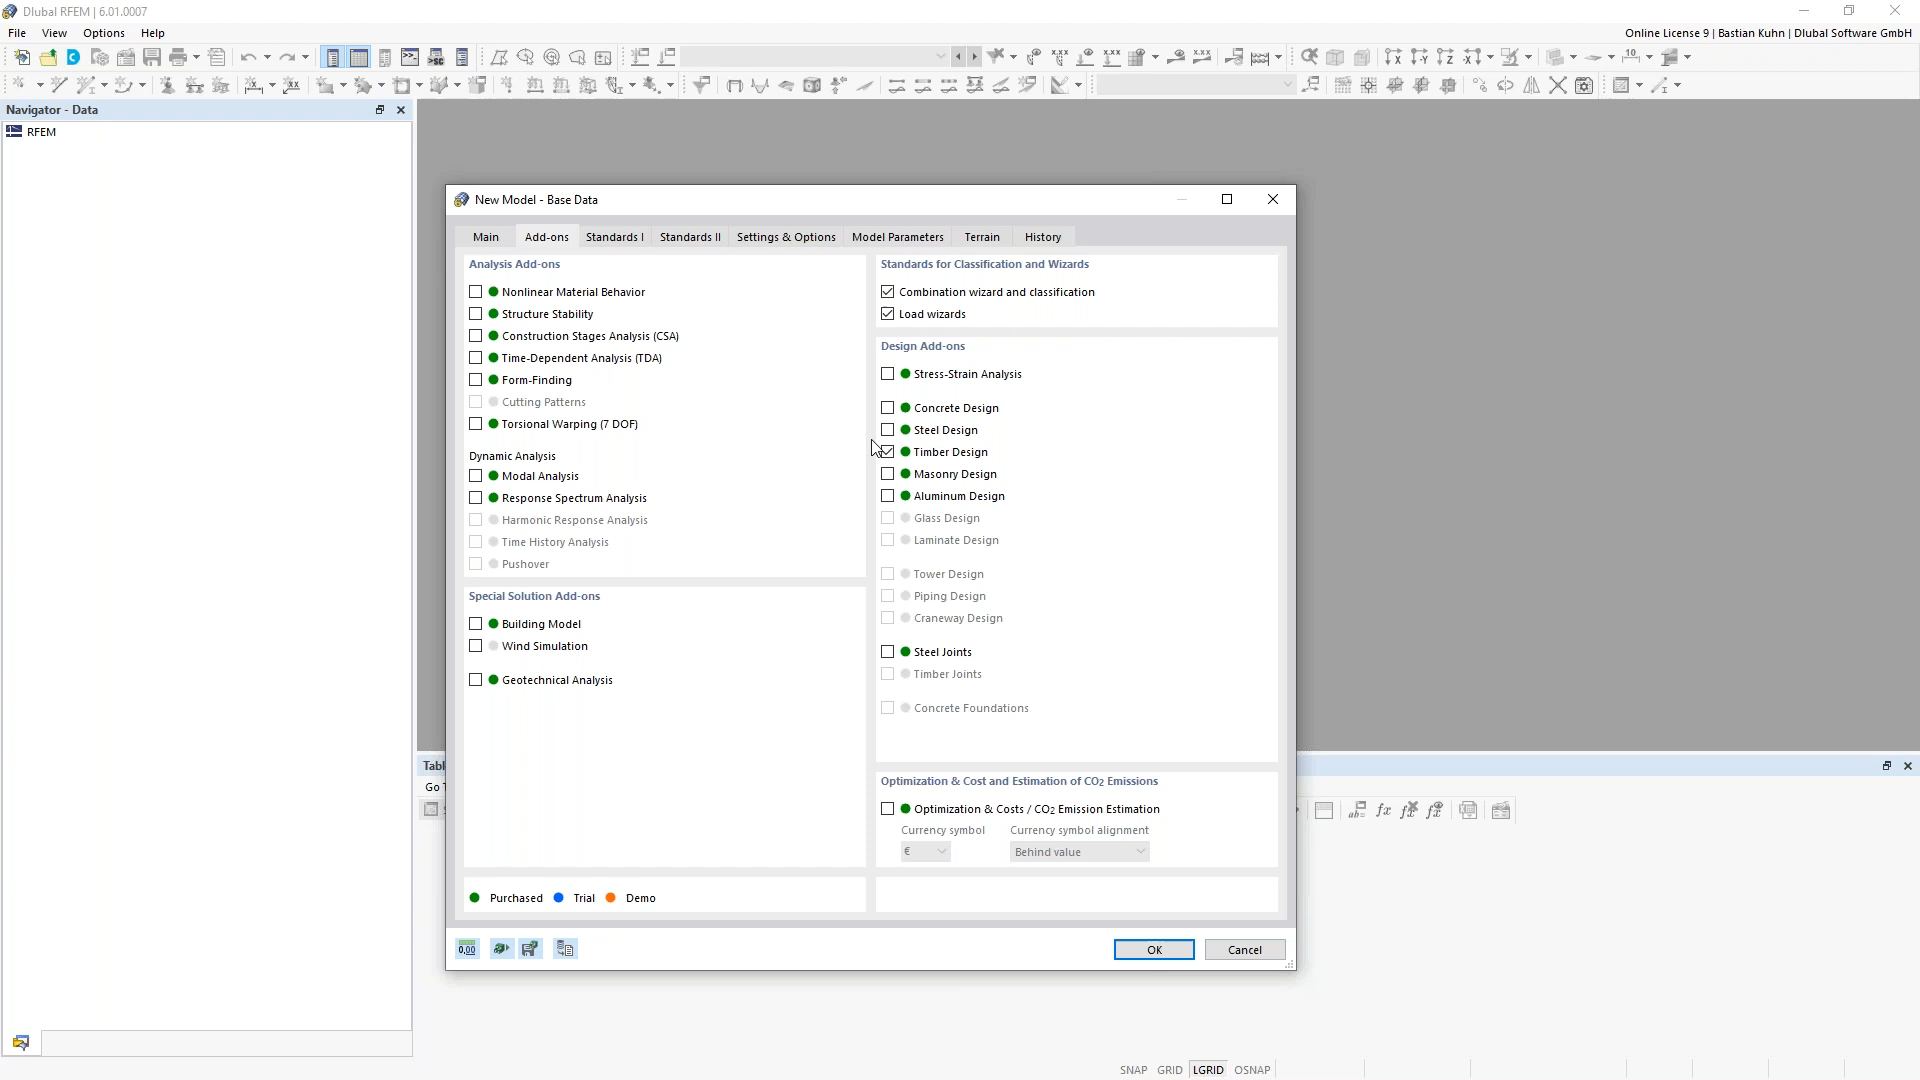 Dlubal RFEM | 6.01.0007
File View Options Help
Online License 9 | Bastian Kuhn | Dlubal Software GmbH
Navigator - Data
RFEM
New Model - Base Data
Main Add-ons Standards I Standards II Settings & Options Model Parameters Terrain History
Analysis Add-ons
Nonlinear Material Behavior
Structure Stability
Construction Stages Analysis (CSA)
Time-Dependent Analysis (TDA)
Form-Finding
Cutting Patterns
Torsional Warping (7 DOF)
Dynamic Analysis
Modal Analysis
Response Spectrum Analysis
Harmonic Response Analysis
Time History Analysis
Pushover
Special Solution Add-ons
Building Model
Wind Simulation
Geotechnical Analysis
Purchased Trial Demo
Standards for Classification and Wizards
Combination wizard and classification
Load wizards
Design Add-ons
Stress-Strain Analysis
Concrete Design
Steel Design
Timber Design
Masonry Design
Aluminum Design
Glass Design
Laminate Design
Tower Design
Piping Design
Craneway Design
Steel Joints
Timber Joints
Concrete Foundations
Optimization & Cost and Estimation of CO2 Emissions
Optimization & Costs / CO2 Emission Estimation
Currency symbol Currency symbol alignment
€ Behind value
OK Cancel
SNAP GRID LGRID OSNAP